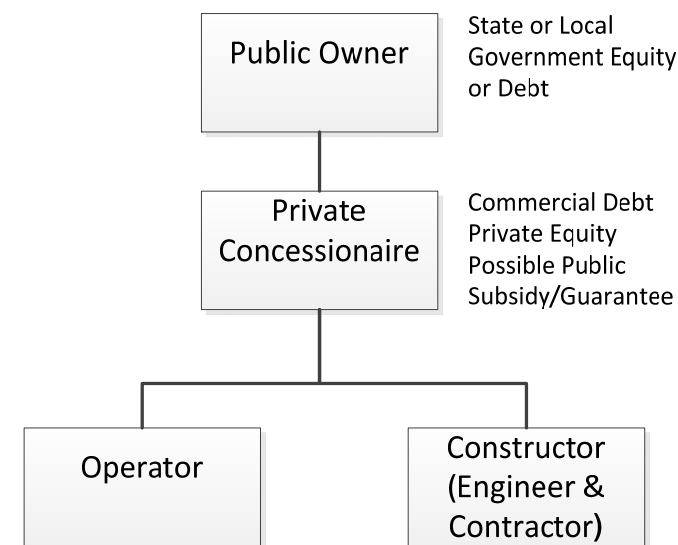 Public Owner
State or Local
Government Equity
or Debt
Private
Concessionaire
Commercial Debt
Private Equity
Possible Public
Subsidy/Guarantee
Operator
Constructor
(Engineer &
Contractor)